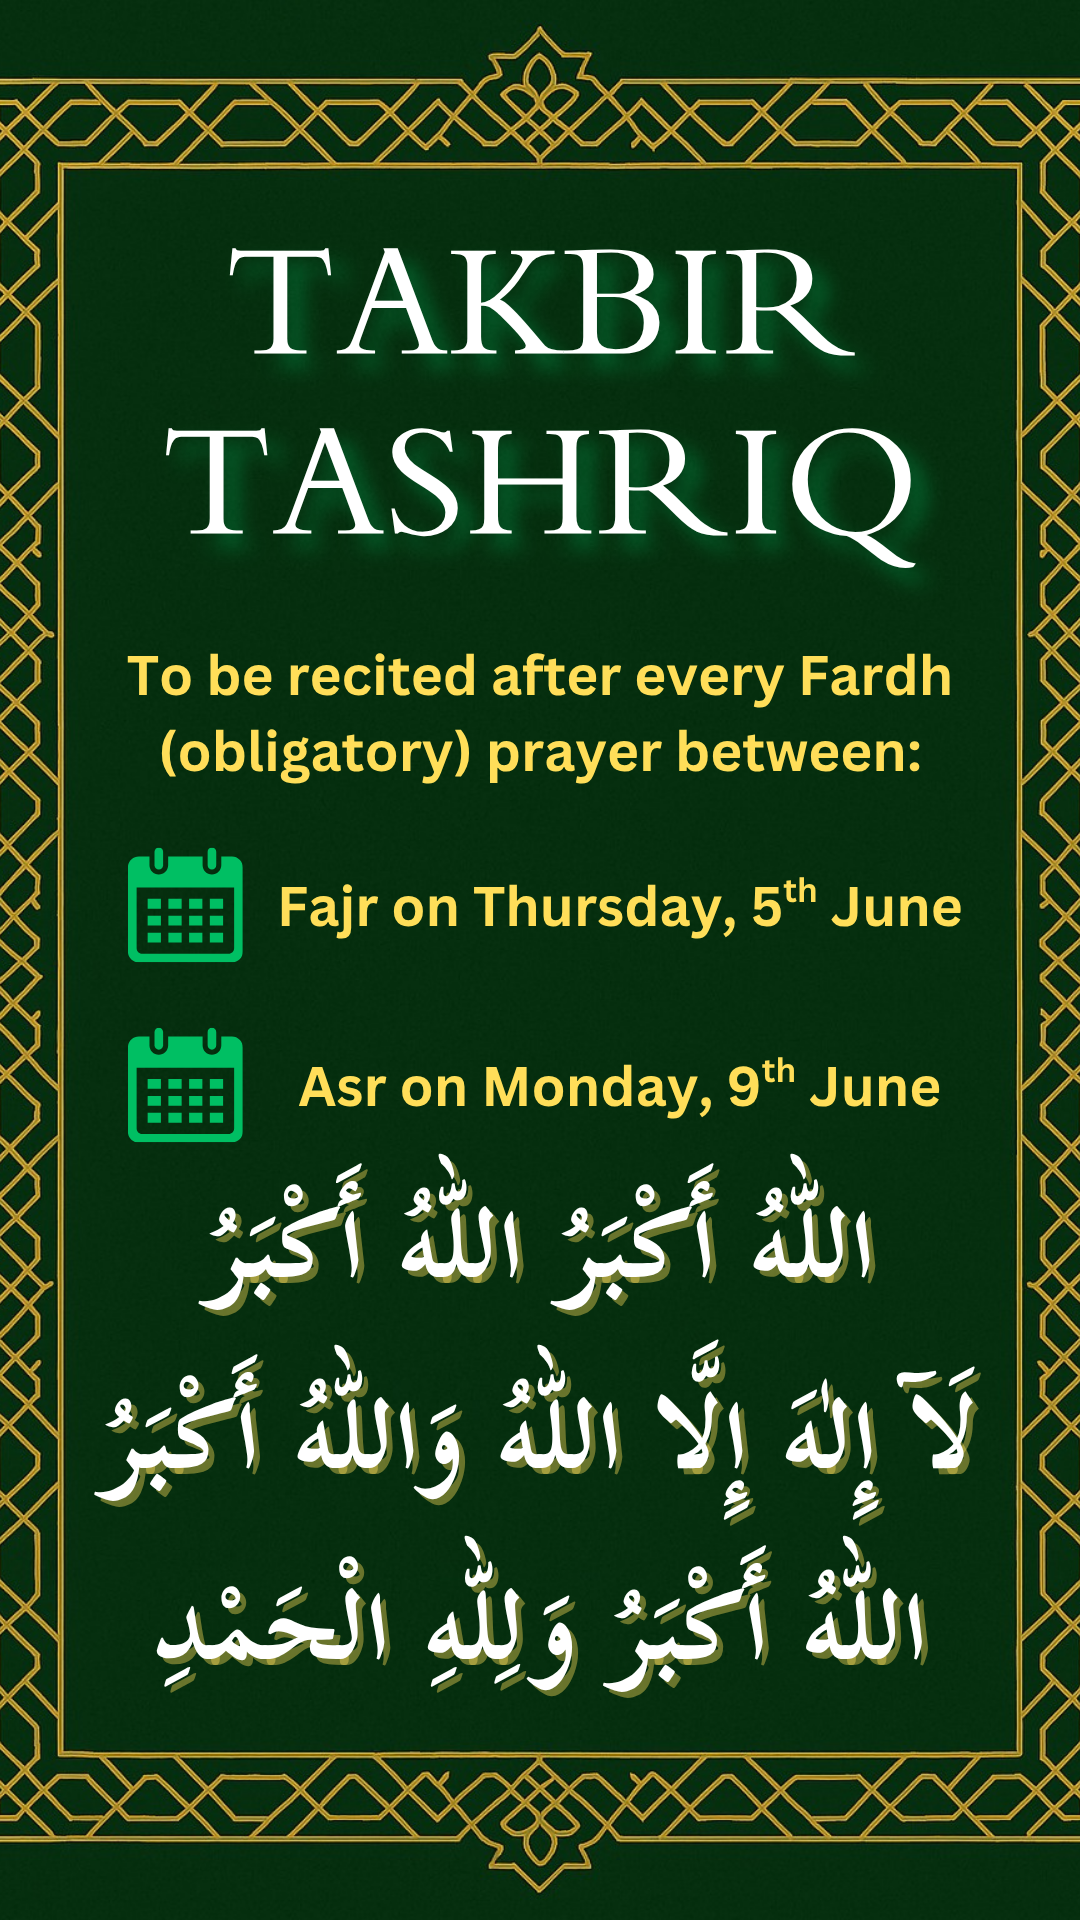 TAKBIR
TASHRIQ
To be recited after every Fardh
(obligatory) prayer between:
Fajr on Thursday, 5th June
Asr on Monday, 9th June
اللّٰهُ أَكْبَرُ اللّٰهُ أَكْبَرُ
لَآ إِلٰهَ إِلَّا اللّٰهُ وَاللّٰهُ أَكْبَرُ
اللّٰهُ أَكْبَرُ وَلِلّٰهِ الْحَمْدِ